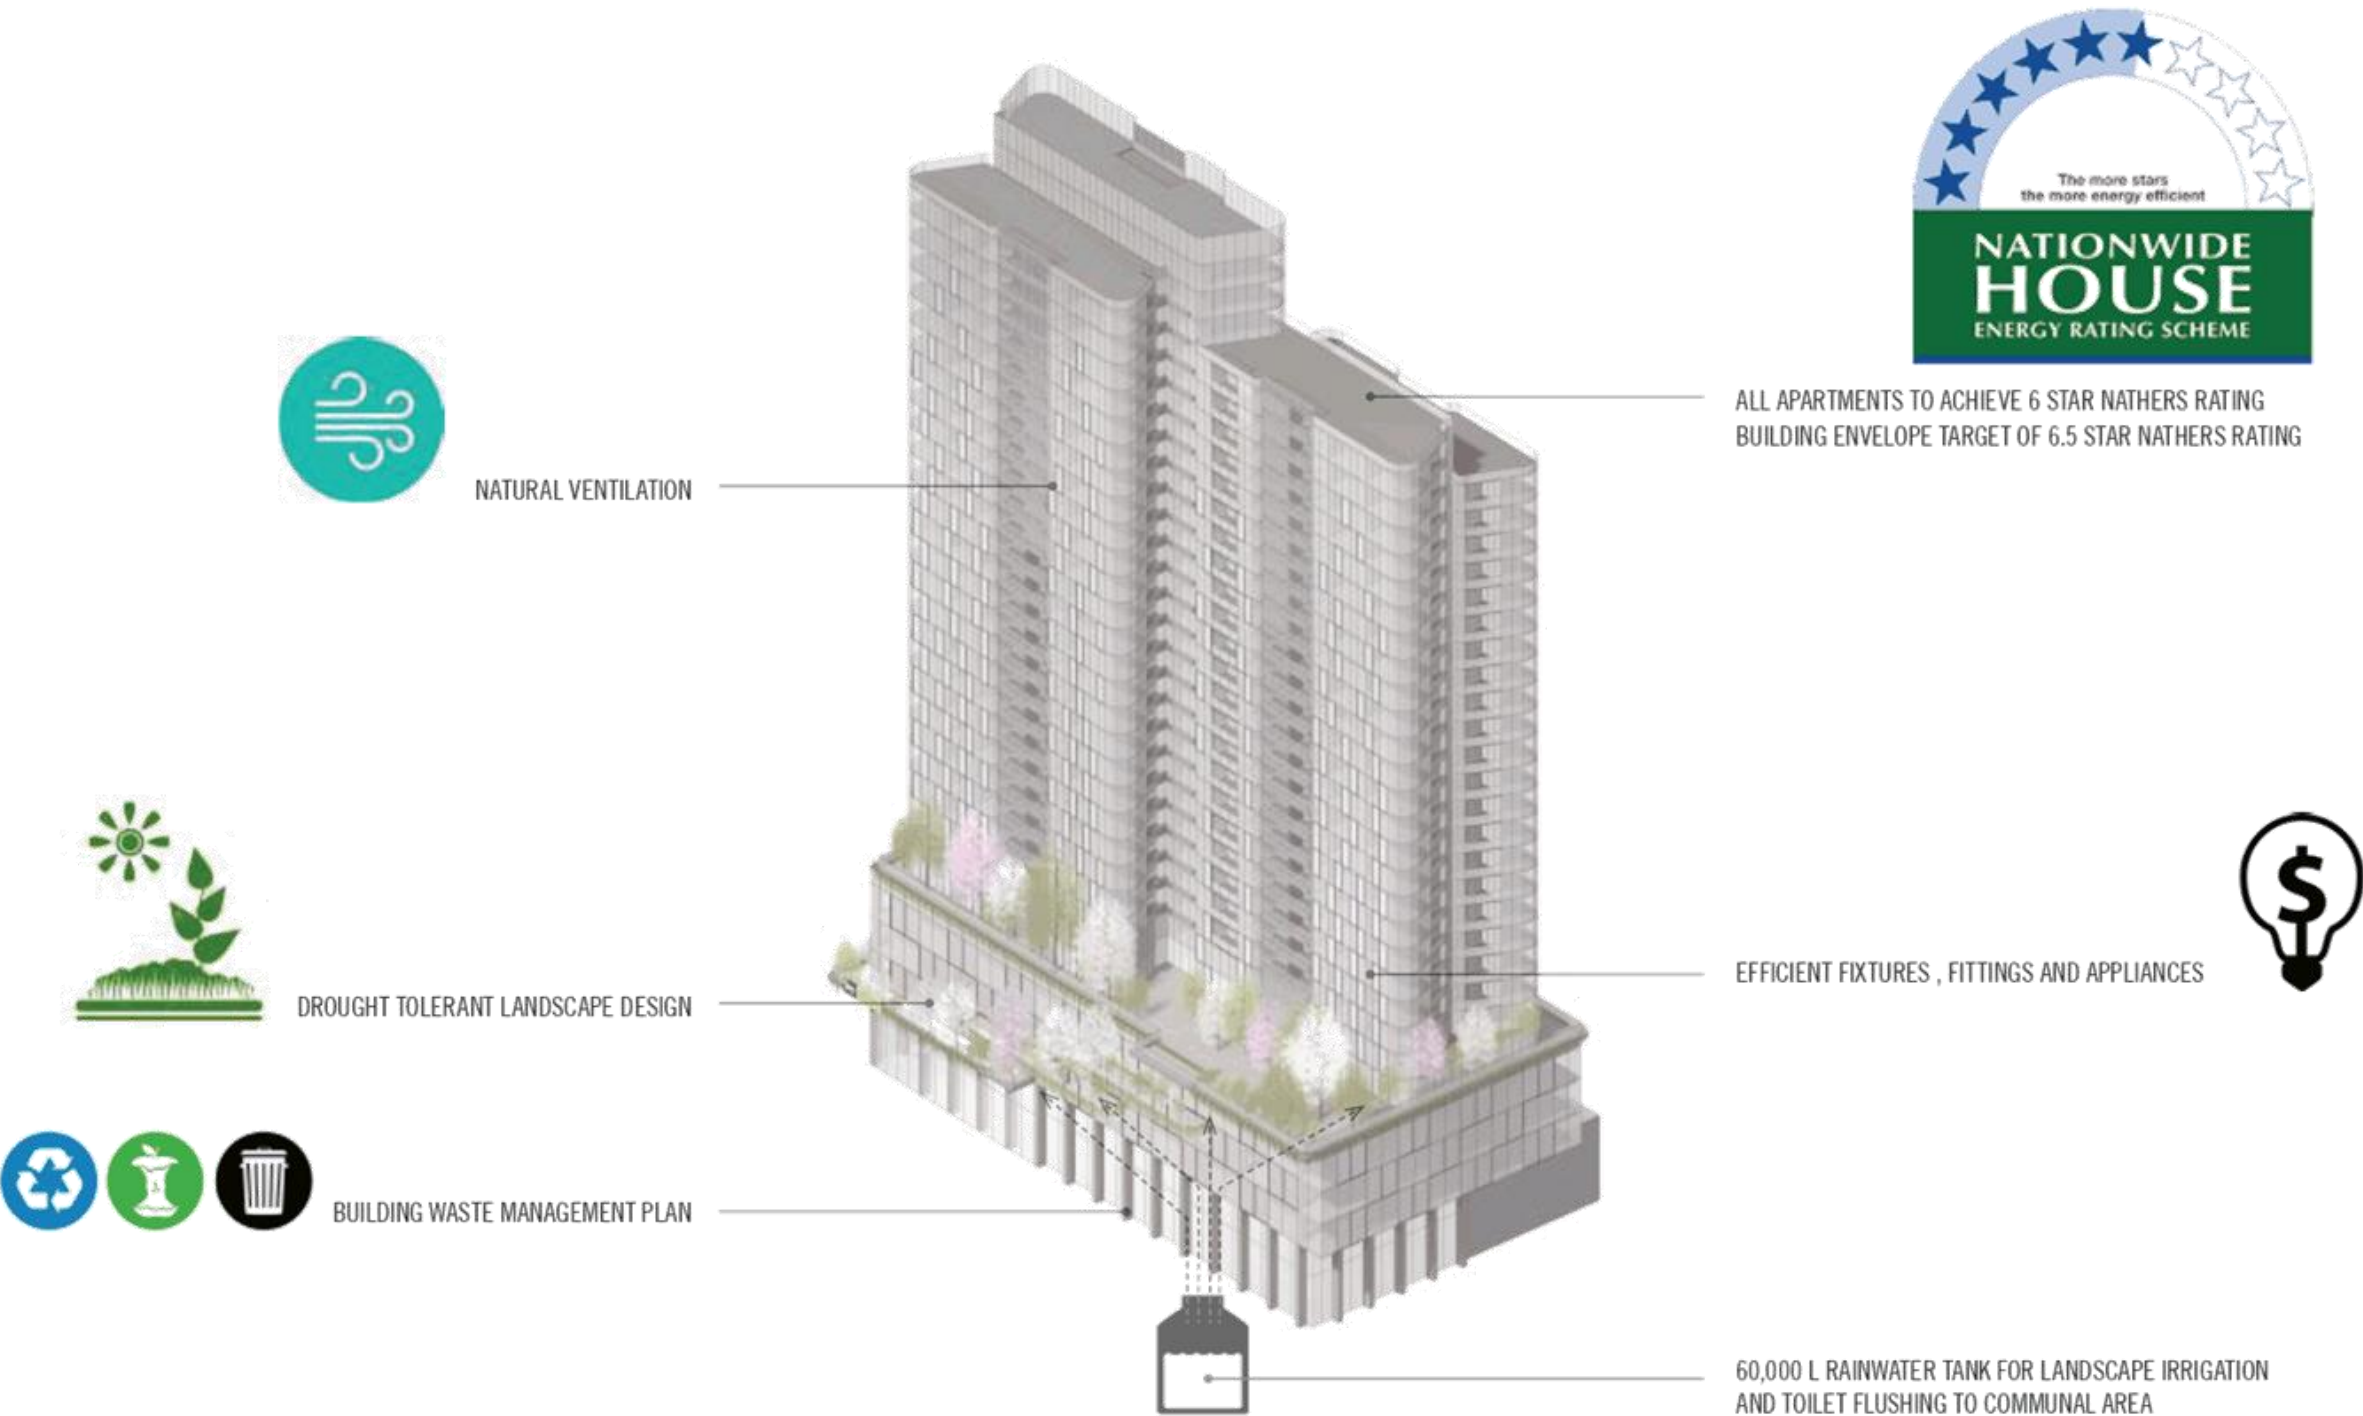 The more stars
the more energy efficient
NATIONWIDE
HOUSE
ENERGY RATING SCHEME
ALL APARTMENTS TO ACHIEVE 6 STAR NATHERS RATING
BUILDING ENVELOPE TARGET OF 6.5 STAR NATHERS RATING
NATURAL VENTILATION
$
EFFICIENT FIXTURES , FITTINGS AND APPLIANCES
DROUGHT TOLERANT LANDSCAPE DESIGN
BUILDING WASTE MANAGEMENT PLAN
60,000 L RAINWATER TANK FOR LANDSCAPE IRRIGATION
AND TOILET FLUSHING TO COMMUNAL AREA